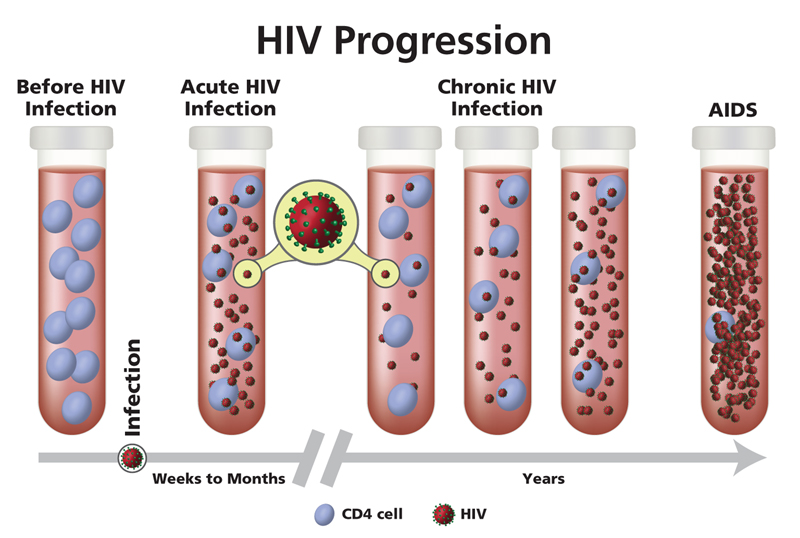 HIV Progression
Before HIV
Infection
Acute HIV
Infection
Chronic HIV
Infection
AIDS
Infection
Weeks to Months
Years
CD4 cell
HIV